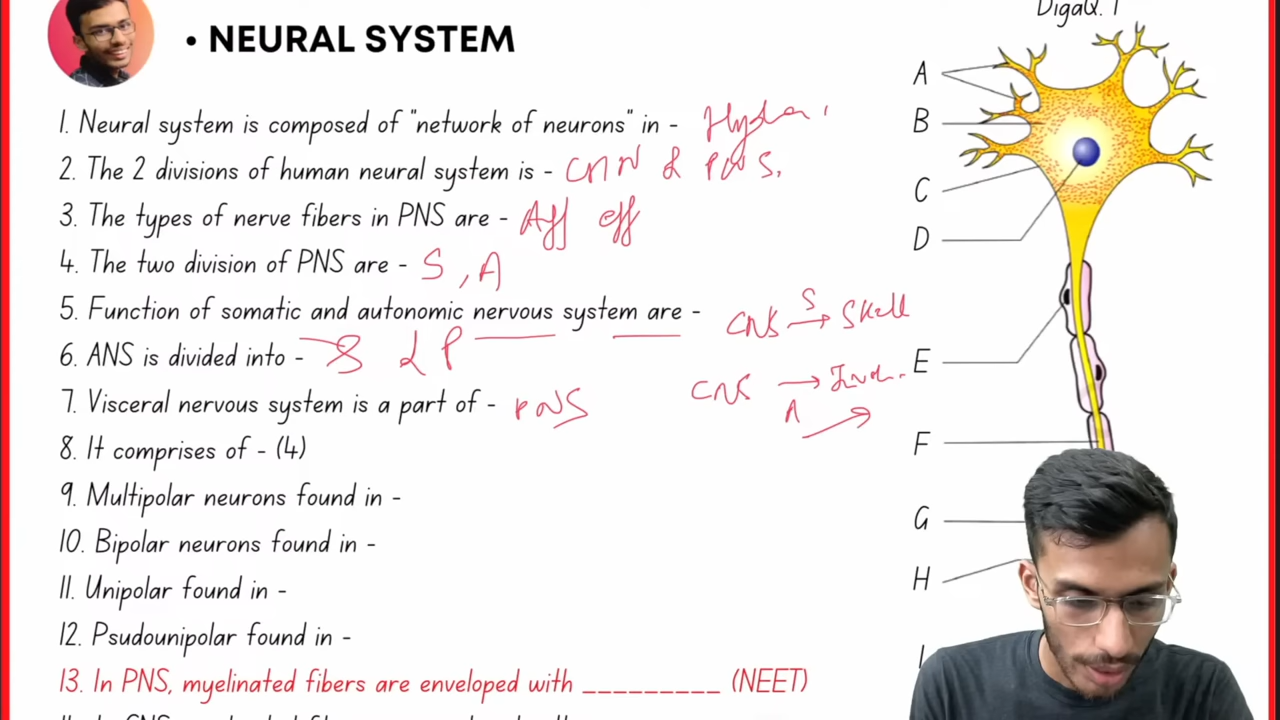 DigaQ. 1
• NEURAL SYSTEM
1. Neural system is composed of "network of neurons" in - Hydra.
2. The 2 divisions of human neural system is - CNN & PNS.
3. The types of nerve fibers in PNS are - Aff eff
4. The two division of PNS are - S, A
5. Function of somatic and autonomic nervous system are - CNS → S Skell
6. ANS is divided into - S & P
CNS → A Invol.
7. Visceral nervous system is a part of - PNS
8. It comprises of - (4)
9. Multipolar neurons found in -
10. Bipolar neurons found in -
11. Unipolar found in -
12. Psudounipolar found in -
13. In PNS, myelinated fibers are enveloped with _________ (NEET)
A
B
C
D
E
F
G
H
I